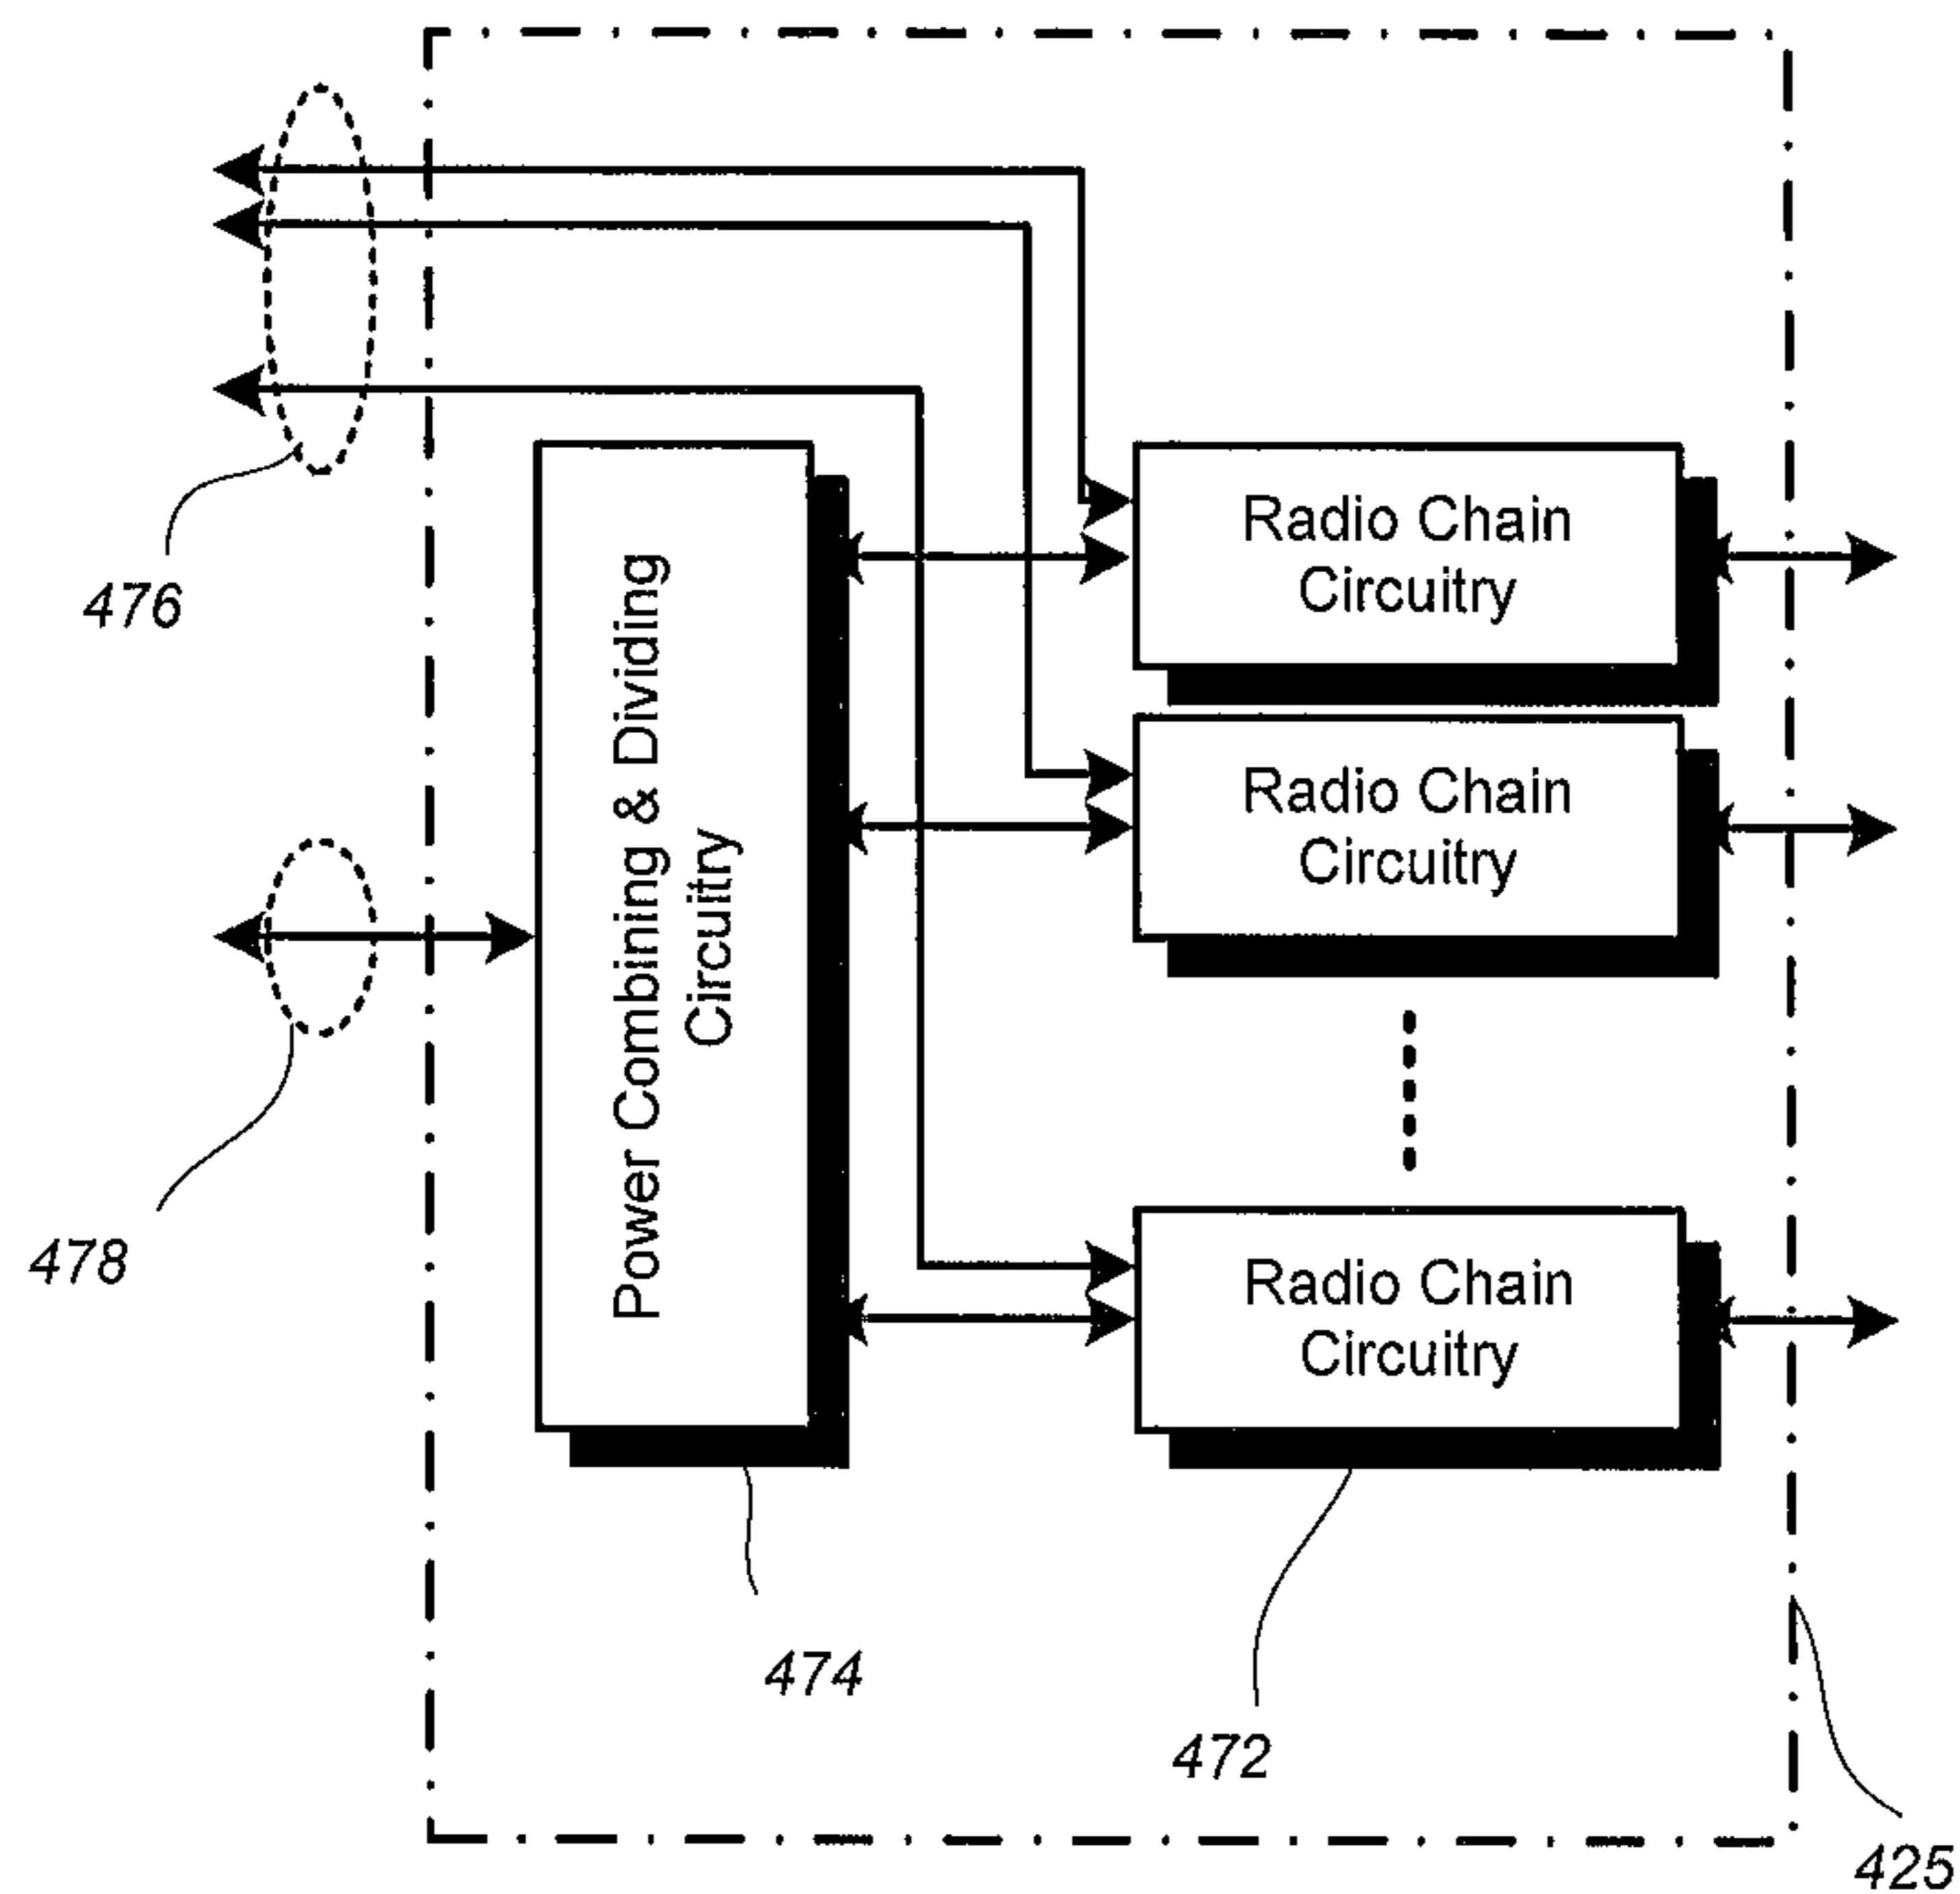 Radio Chain
Circuitry
476
Power Combining & Dividing
Circuitry
Radio Chain
Circuitry
478
Radio Chain
Circuitry
474
472
425